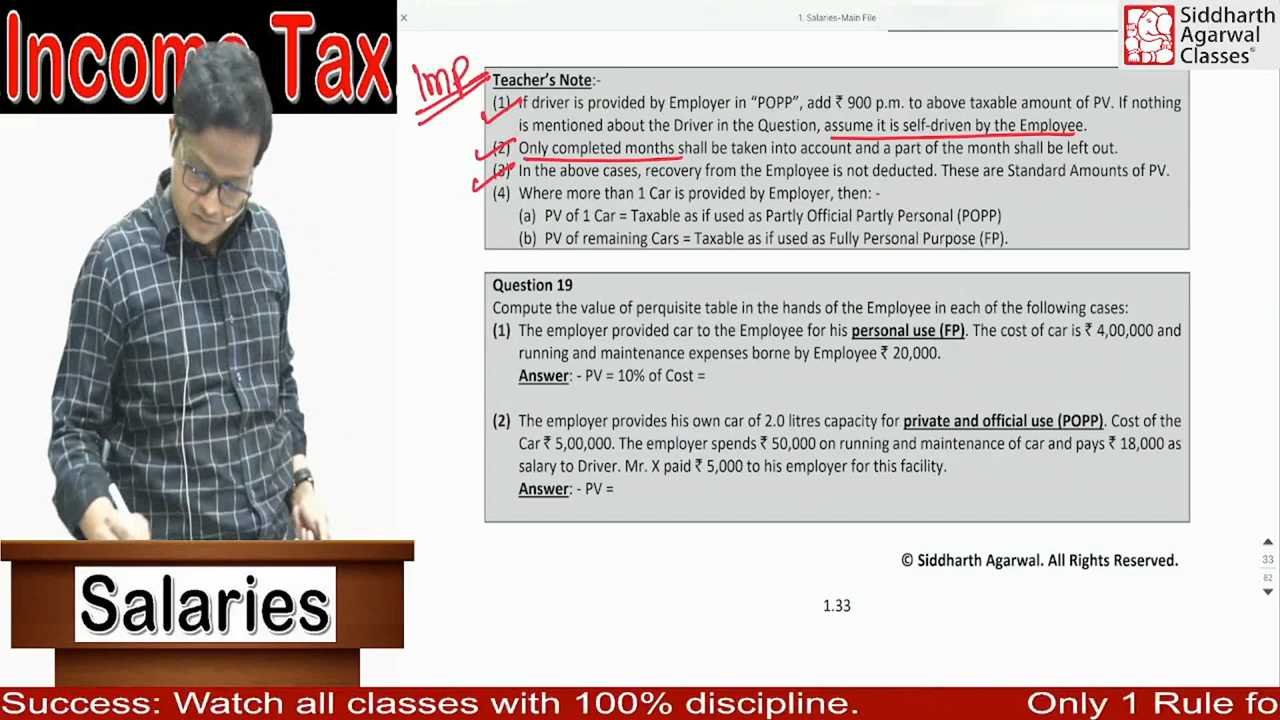 Income Tax
×
1. Salaries-Main File
Siddharth
Agarwal
Classes®
Imp
Teacher's Note:-
(1) If driver is provided by Employer in "POPP", add ₹ 900 p.m. to above taxable amount of PV. If nothing
is mentioned about the Driver in the Question, assume it is self-driven by the Employee.
(2) Only completed months shall be taken into account and a part of the month shall be left out.
(3) In the above cases, recovery from the Employee is not deducted. These are Standard Amounts of PV.
(4) Where more than 1 Car is provided by Employer, then: -
(a) PV of 1 Car = Taxable as if used as Partly Official Partly Personal (POPP)
(b) PV of remaining Cars = Taxable as if used as Fully Personal Purpose (FP).
Question 19
Compute the value of perquisite table in the hands of the Employee in each of the following cases:
(1) The employer provided car to the Employee for his personal use (FP). The cost of car is ₹ 4,00,000 and
running and maintenance expenses borne by Employee ₹ 20,000.
Answer: - PV = 10% of Cost =
(2) The employer provides his own car of 2.0 litres capacity for private and official use (POPP). Cost of the
Car ₹ 5,00,000. The employer spends ₹ 50,000 on running and maintenance of car and pays ₹ 18,000 as
salary to Driver. Mr. X paid ₹ 5,000 to his employer for this facility.
Answer: - PV =
© Siddharth Agarwal. All Rights Reserved.
33
82
1.33
Salaries
Success: Watch all classes with 100% discipline. Only 1 Rule fo